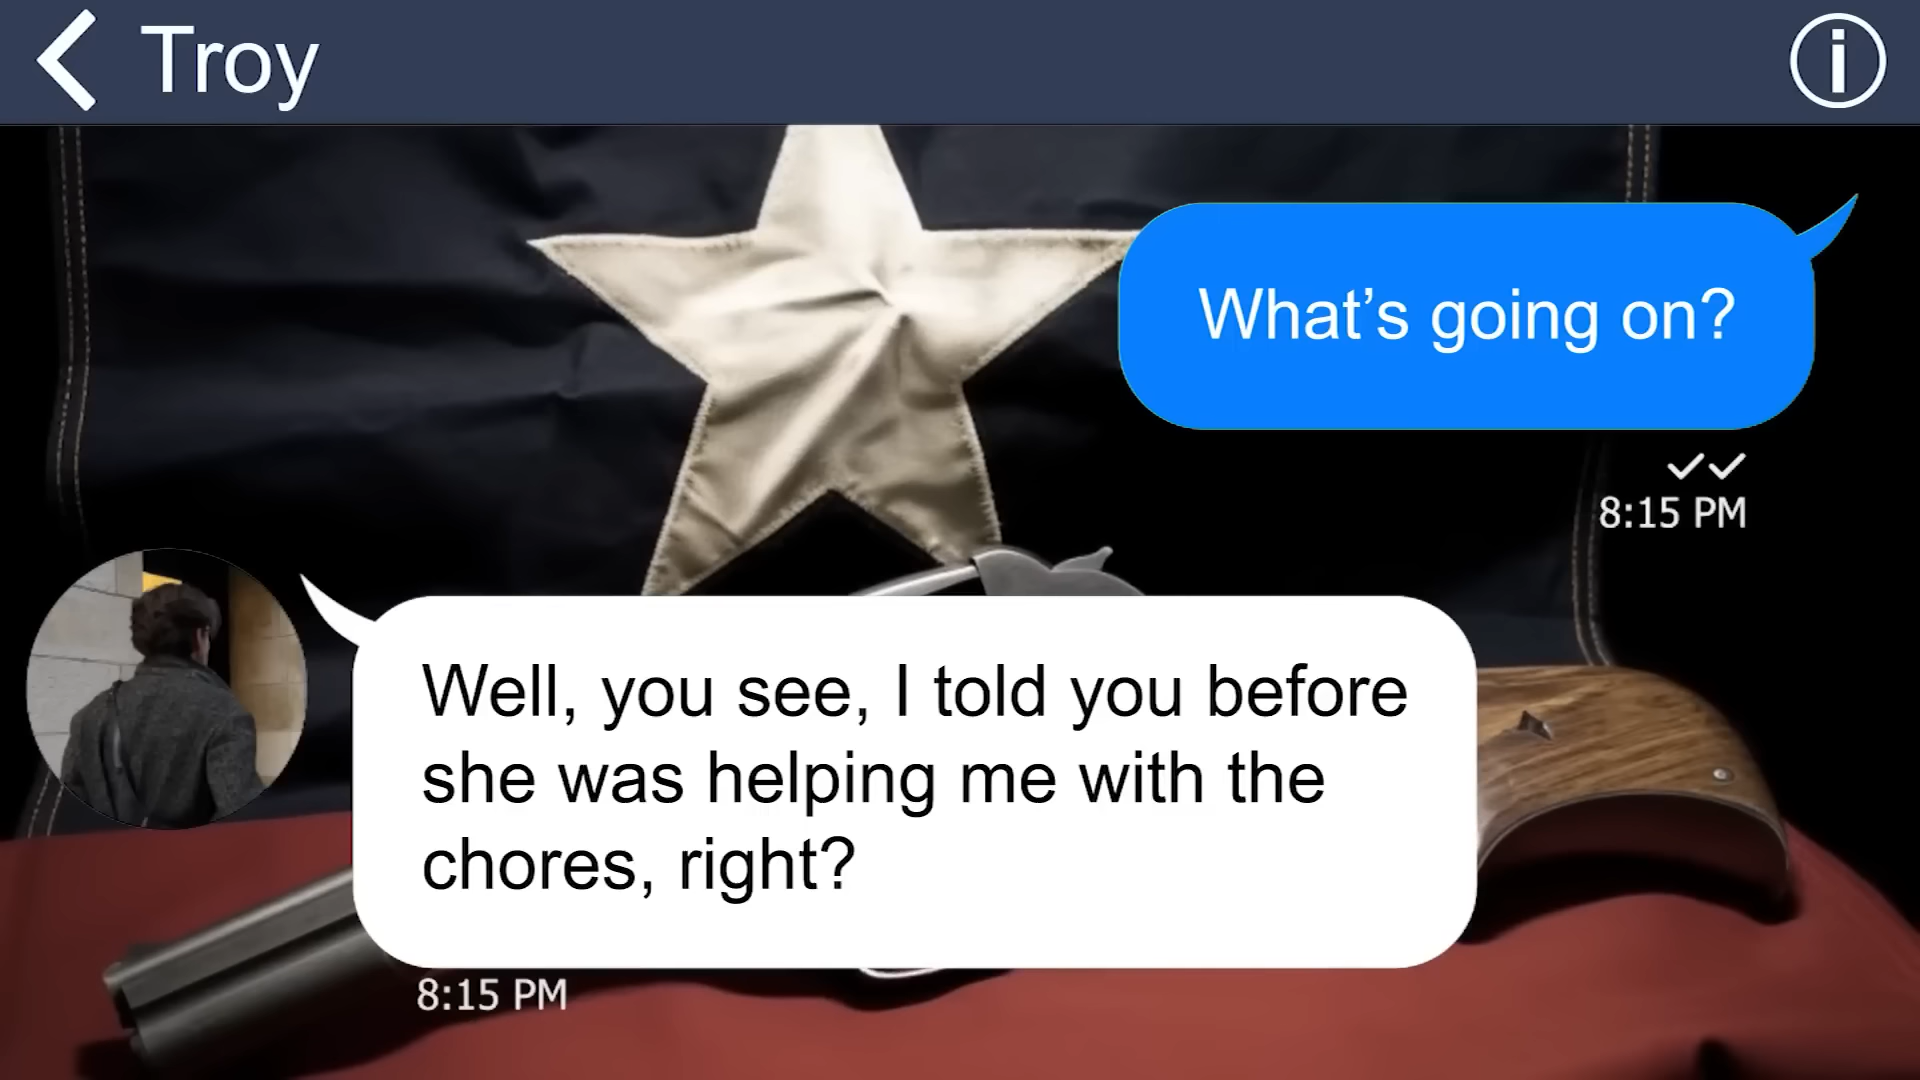 Troy
What’s going on?
8:15 PM
Well, you see, I told you before
she was helping me with the
chores, right?
8:15 PM